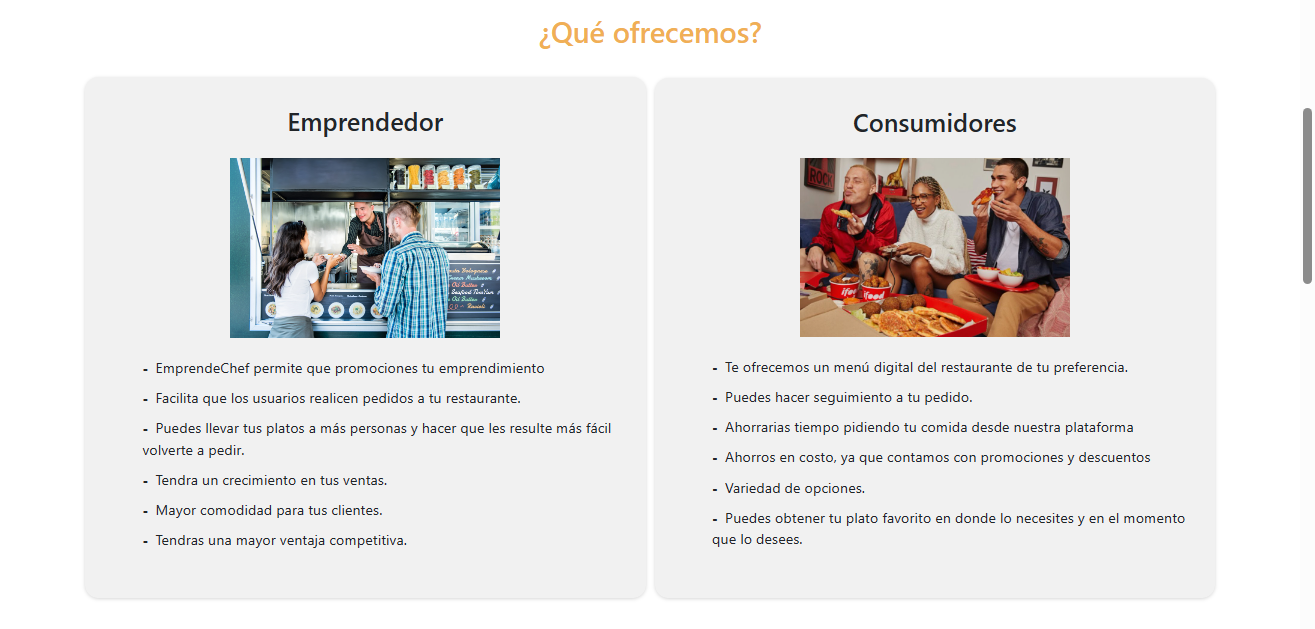 ¿Qué ofrecemos?
Emprendedor
- EmprendeChef permite que promociones tu emprendimiento
- Facilita que los usuarios realicen pedidos a tu restaurante.
- Puedes llevar tus platos a más personas y hacer que les resulte más fácil
volverte a pedir.
- Tendra un crecimiento en tus ventas.
- Mayor comodidad para tus clientes.
- Tendras una mayor ventaja competitiva.
Consumidores
ROCK
ifood
- Te ofrecemos un menú digital del restaurante de tu preferencia.
- Puedes hacer seguimiento a tu pedido.
- Ahorrarias tiempo pidiendo tu comida desde nuestra plataforma
- Ahorros en costo, ya que contamos con promociones y descuentos
- Variedad de opciones.
- Puedes obtener tu plato favorito en donde lo necesites y en el momento
que lo desees.